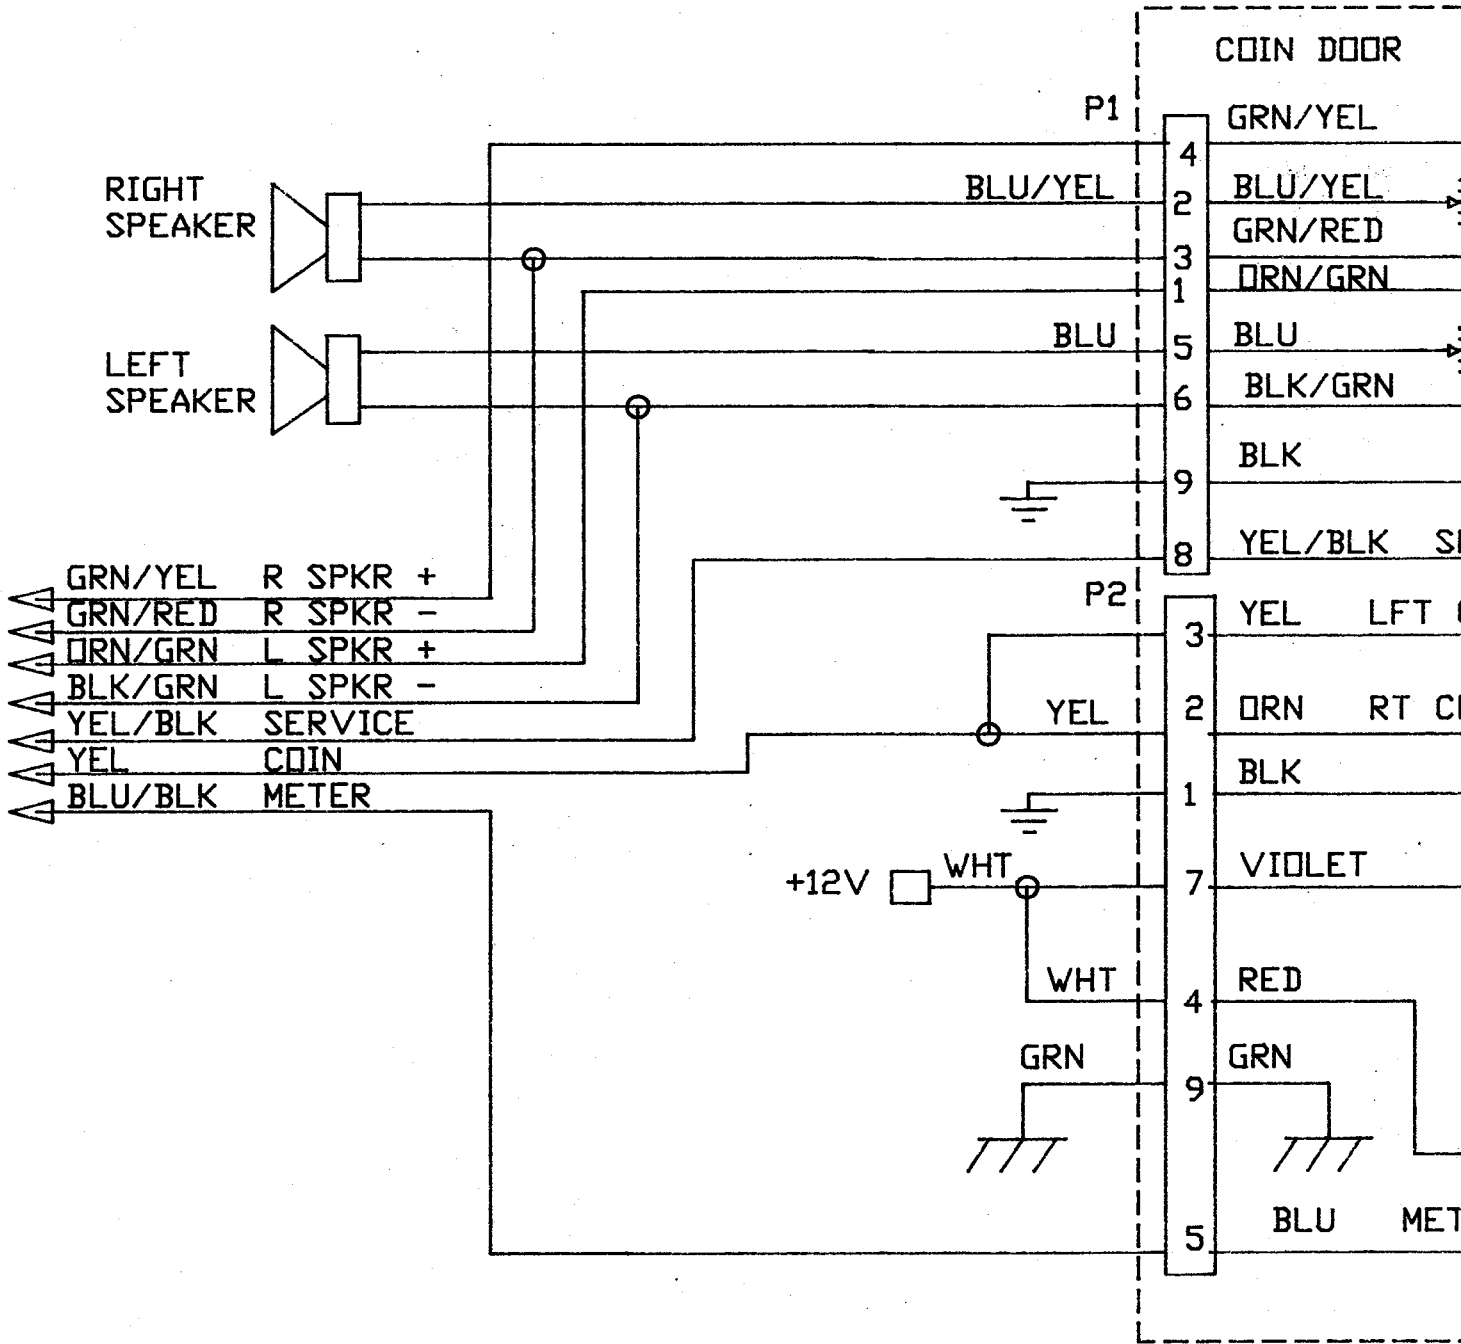 COIN DOOR
P1
GRN/YEL
4
RIGHT
SPEAKER
BLU/YEL
2
BLU/YEL
GRN/RED
3
ORN/GRN
1
LEFT
SPEAKER
BLU
5
BLU
6
BLK/GRN
BLK
9
8
YEL/BLK
GRN/YEL R SPKR +
GRN/RED R SPKR -
ORN/GRN L SPKR +
BLK/GRN L SPKR -
YEL/BLK SERVICE
YEL COIN
BLU/BLK METER
P2
3
YEL LFT
YEL
2
ORN RT
BLK
1
+12V
WHT
7
VIOLET
WHT
4
RED
GRN
9
GRN
5
BLU MET